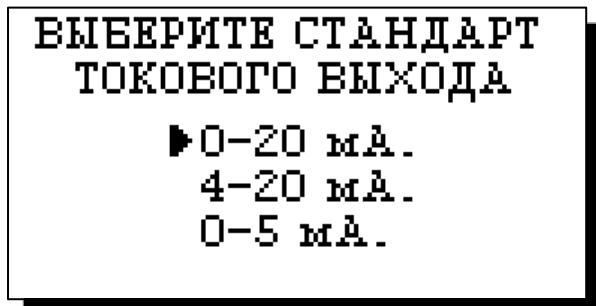 ВЫБЕРИТЕ СТАНДАРТ
ТОКОВОГО ВЫХОДА
0-20 мА.
4-20 мА.
0-5 мА.